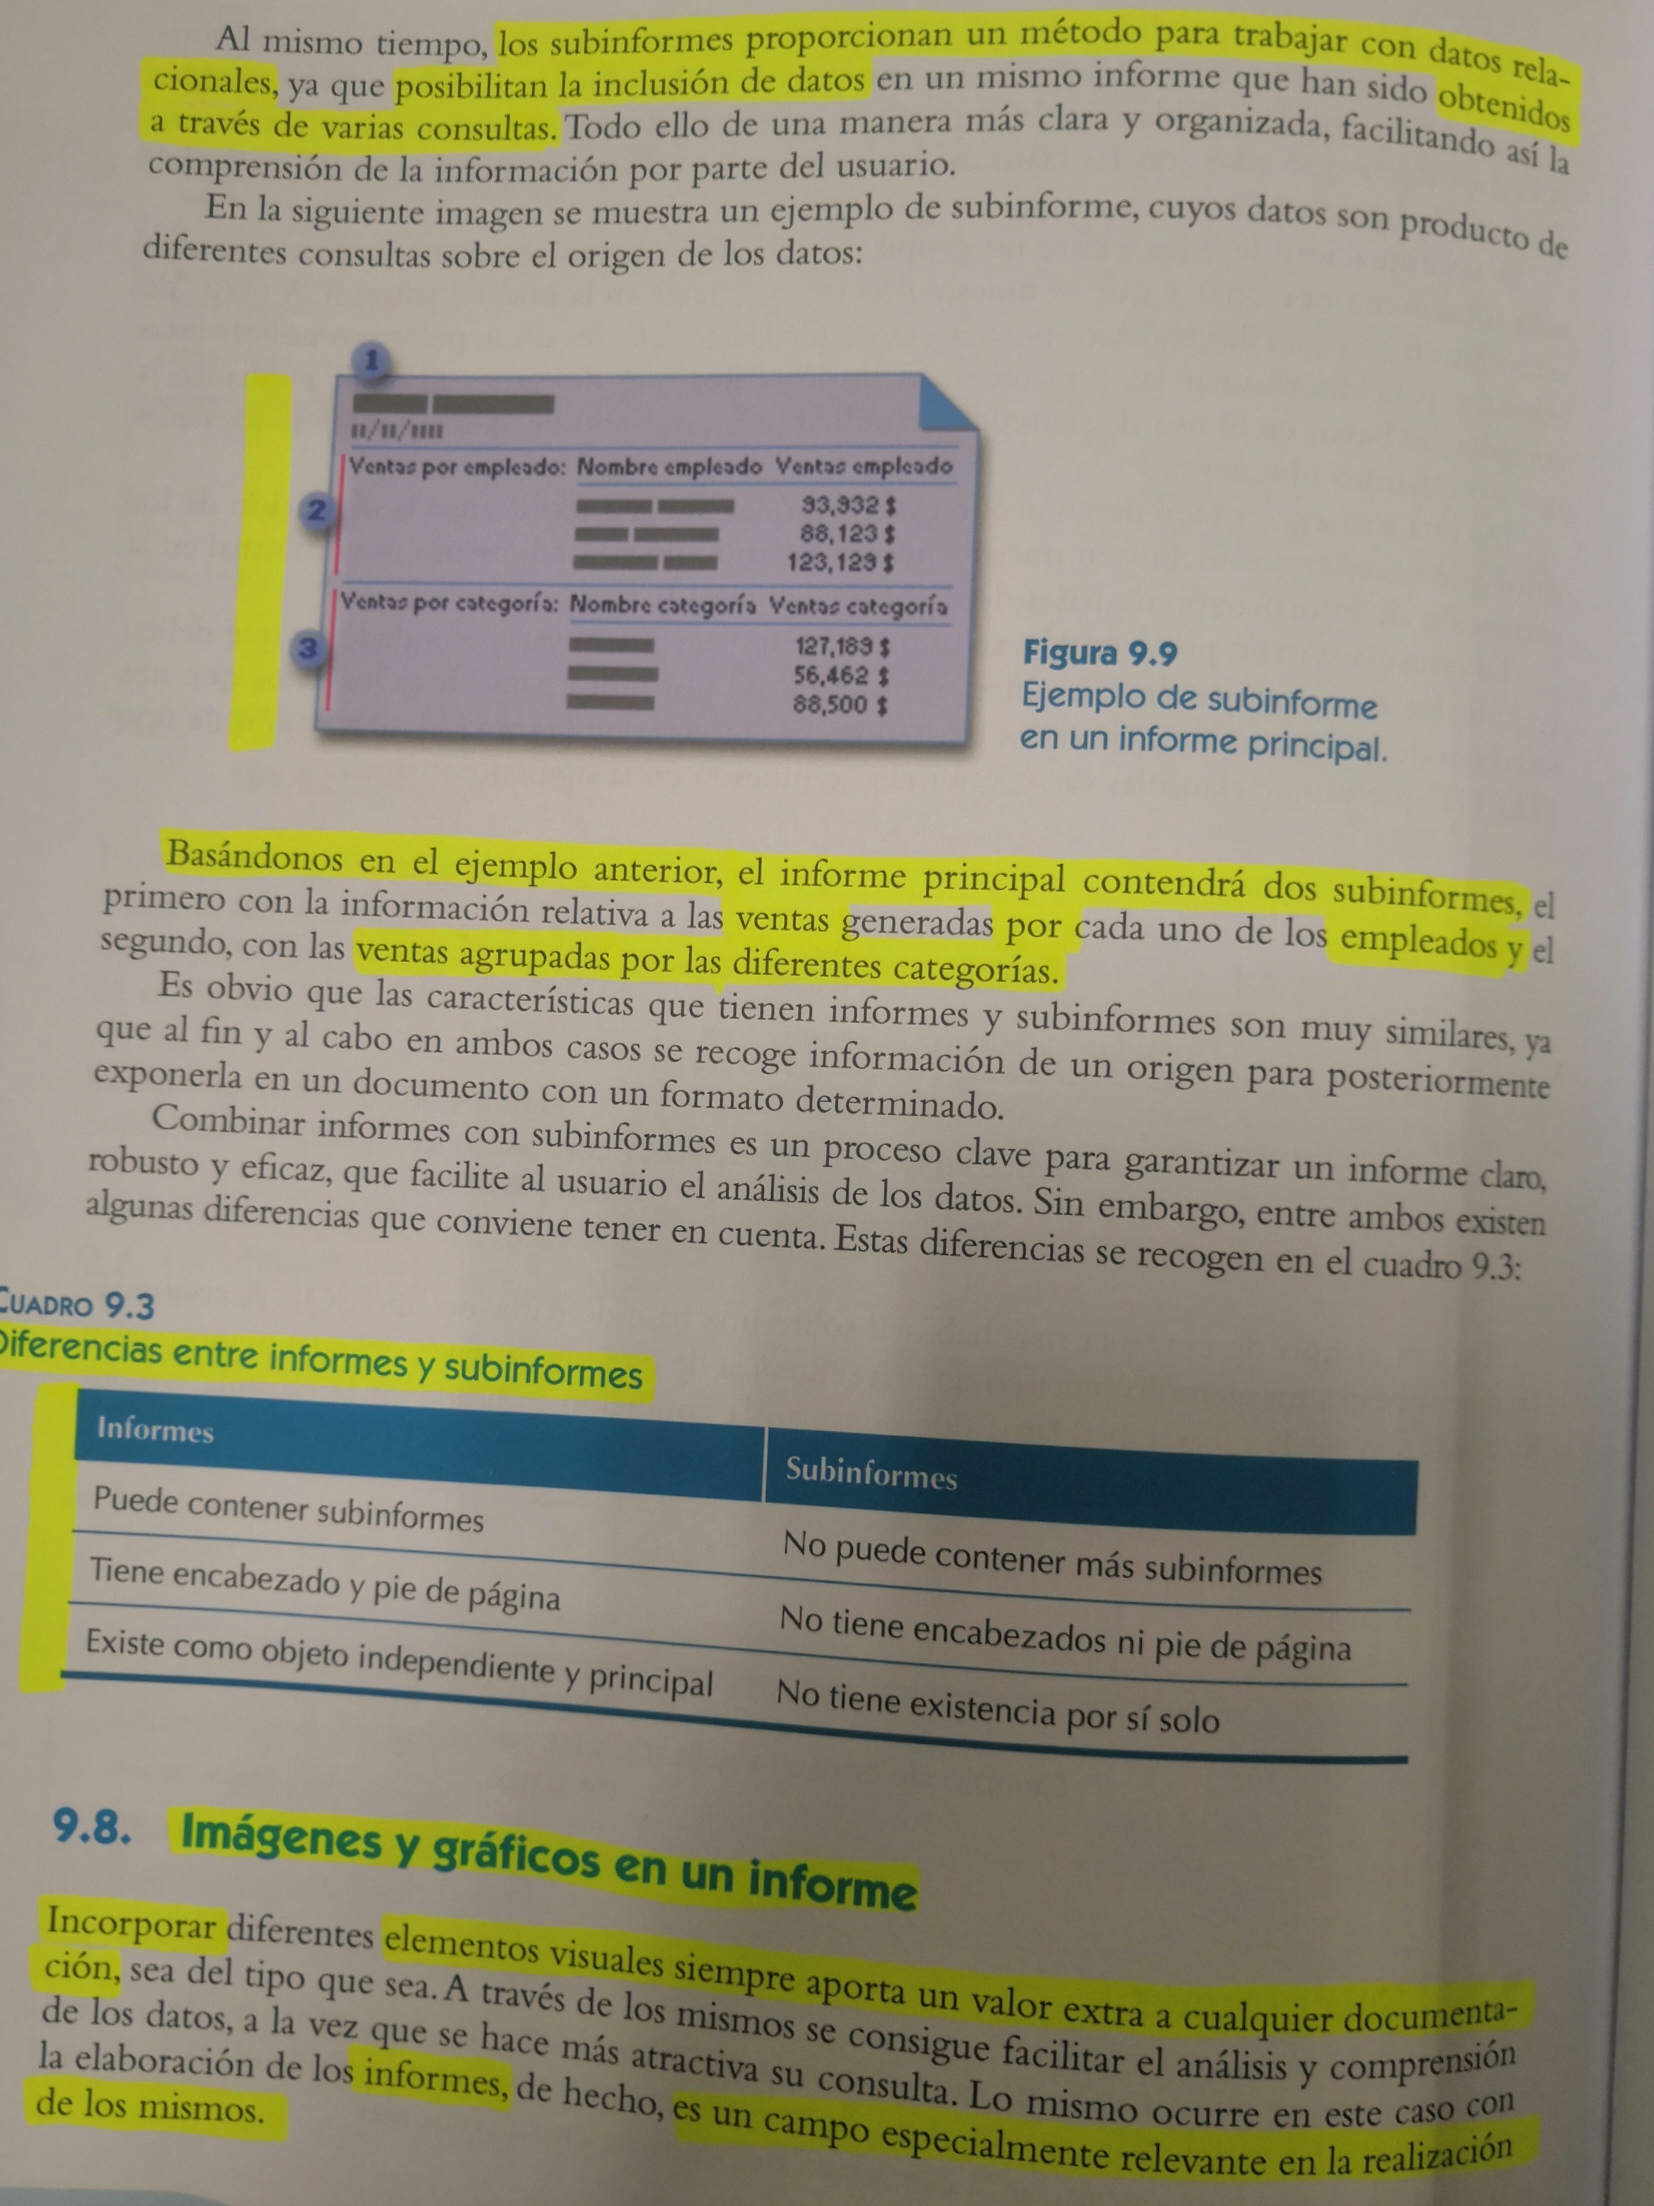 Al mismo tiempo, los subinformes proporcionan un método para trabajar con datos rela-
cionales, ya que posibilitan la inclusión de datos en un mismo informe que han sido obtenidos
a través de varias consultas. Todo ello de una manera más clara y organizada, facilitando así la
comprensión de la información por parte del usuario.
En la siguiente imagen se muestra un ejemplo de subinforme, cuyos datos son producto de
diferentes consultas sobre el origen de los datos:
1
Ventas por empleado: Nombre empleado Ventas empleado
2
93,932 $
88,123 $
123,129 $
Ventas por categoría: Nombre categoría Ventas categoría
3
127,189 $
56,462 $
88,500 $
Figura 9.9
Ejemplo de subinforme
en un informe principal.
Basándonos en el ejemplo anterior, el informe principal contendrá dos subinformes, el
primero con la información relativa a las ventas generadas por cada uno de los empleados y el
segundo, con las ventas agrupadas por las diferentes categorías.
Es obvio que las características que tienen informes y subinformes son muy similares, ya
que al fin y al cabo en ambos casos se recoge información de un origen para posteriormente
exponerla en un documento con un formato determinado.
Combinar informes con subinformes es un proceso clave para garantizar un informe claro,
robusto y eficaz, que facilite al usuario el análisis de los datos. Sin embargo, entre ambos existen
algunas diferencias que conviene tener en cuenta. Estas diferencias se recogen en el cuadro 9.3:
CUADRO 9.3
Diferencias entre informes y subinformes
Informes Subinformes
Puede contener subinformes No puede contener más subinformes
Tiene encabezado y pie de página No tiene encabezados ni pie de página
Existe como objeto independiente y principal No tiene existencia por sí solo
9.8. Imágenes y gráficos en un informe
Incorporar diferentes elementos visuales siempre aporta un valor extra a cualquier documenta-
ción, sea del tipo que sea. A través de los mismos se consigue facilitar el análisis y comprensión
de los datos, a la vez que se hace más atractiva su consulta. Lo mismo ocurre en este caso con
la elaboración de los informes, de hecho, es un campo especialmente relevante en la realización
de los mismos.